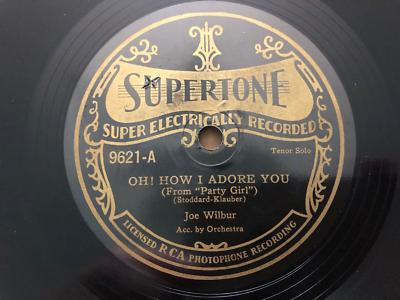 SUPERTONE
SUPER ELECTRICALLY RECORDED
9621-A
Tenor Solo
OH! HOW I ADORE YOU
(From "Party Girl")
(Stoddard-Klauber)
Joe Wilbur
Acc. by Orchestra
LICENSED RCA PHOTOPHONE RECORDING